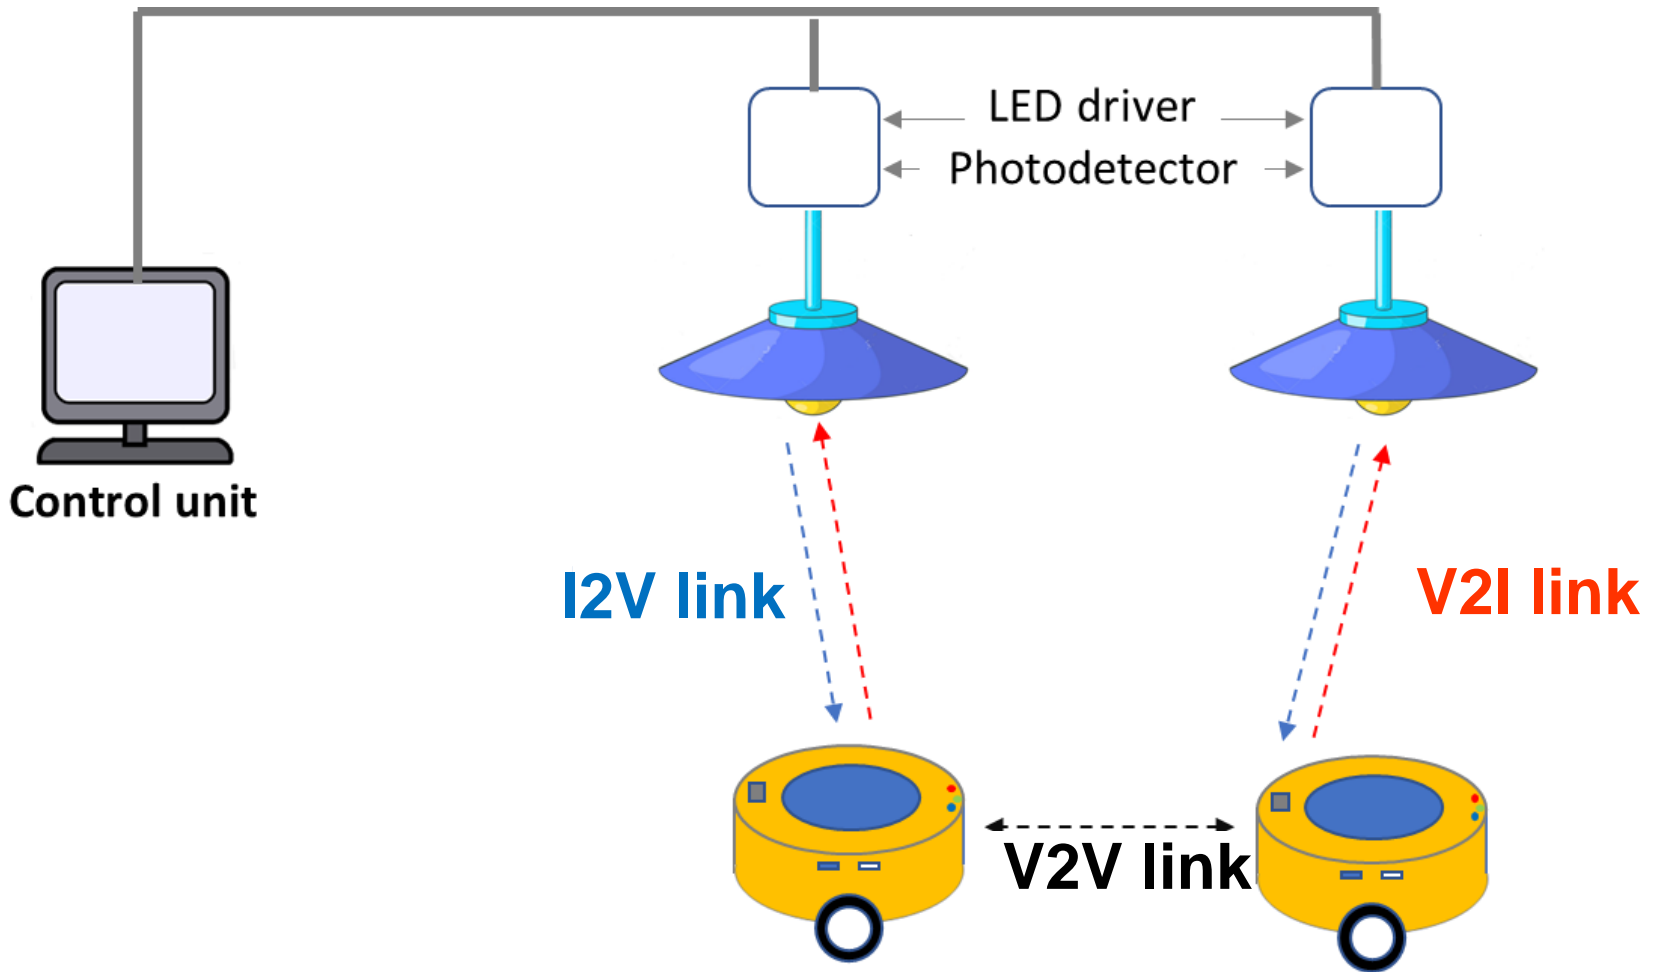 LED driver
Photodetector
Control unit
I2V link
V2I link
V2V link